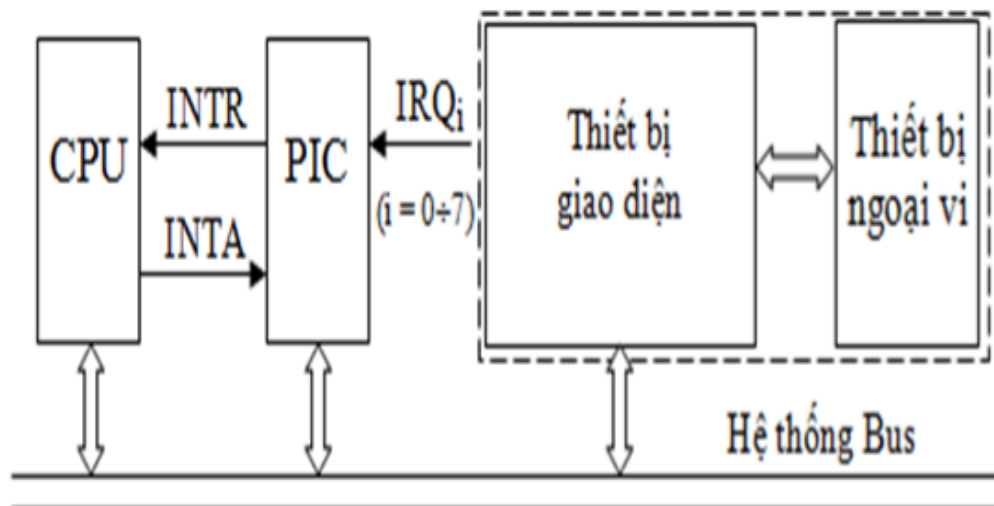 CPU
INTR
INTA
PIC
IRQi
(i = 0÷7)
Thiết bị
giao diện
Thiết bị
ngoại vi
Hệ thống Bus